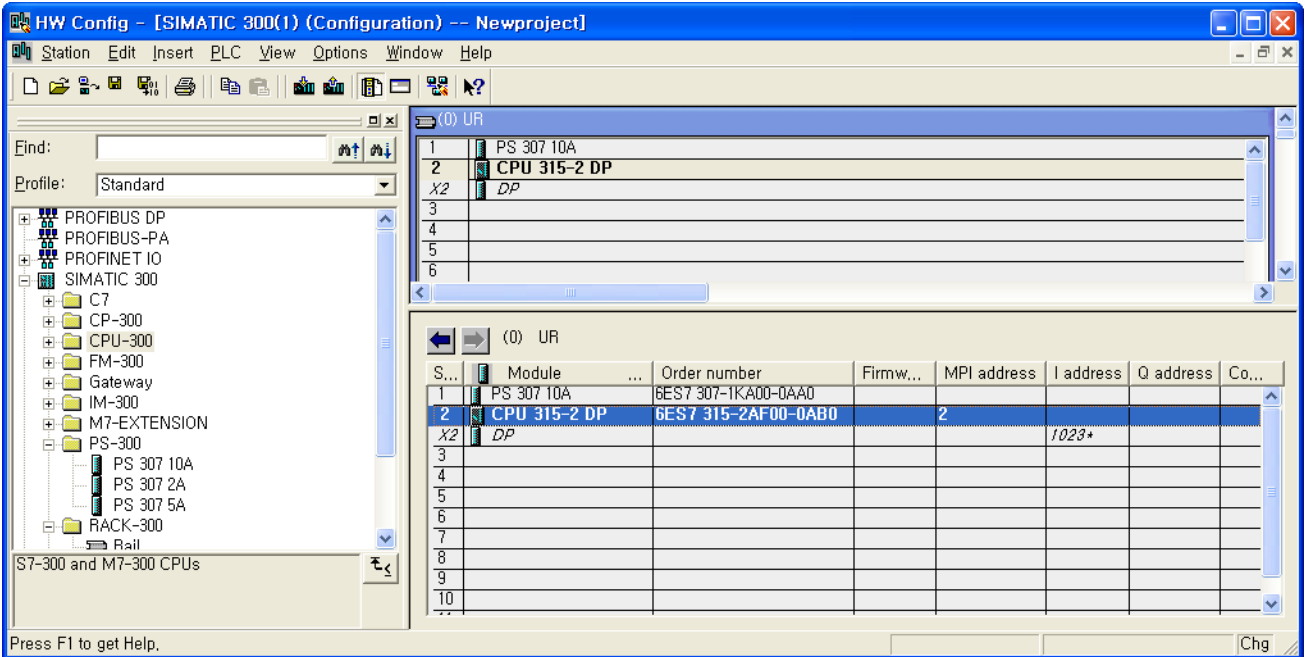 HW Config - [SIMATIC 300(1) (Configuration) -- Newproject]
Station Edit Insert PLC View Options Window Help
Find:
Profile: Standard
PROFIBUS DP
PROFIBUS-PA
PROFINET IO
SIMATIC 300
C7
CP-300
CPU-300
FM-300
Gateway
IM-300
M7-EXTENSION
PS-300
PS 307 10A
PS 307 2A
PS 307 5A
RACK-300
Rail
S7-300 and M7-300 CPUs
(0) UR
1 PS 307 10A
2 CPU 315-2 DP
X2 DP
3
4
5
6
(0) UR
S... Module ... Order number Firmw... MPI address I address Q address Co...
1 PS 307 10A 6ES7 307-1KA00-0AA0
2 CPU 315-2 DP 6ES7 315-2AF00-0AB0 2
X2 DP 1023*
3
4
5
6
7
8
9
10
Press F1 to get Help.
Chg